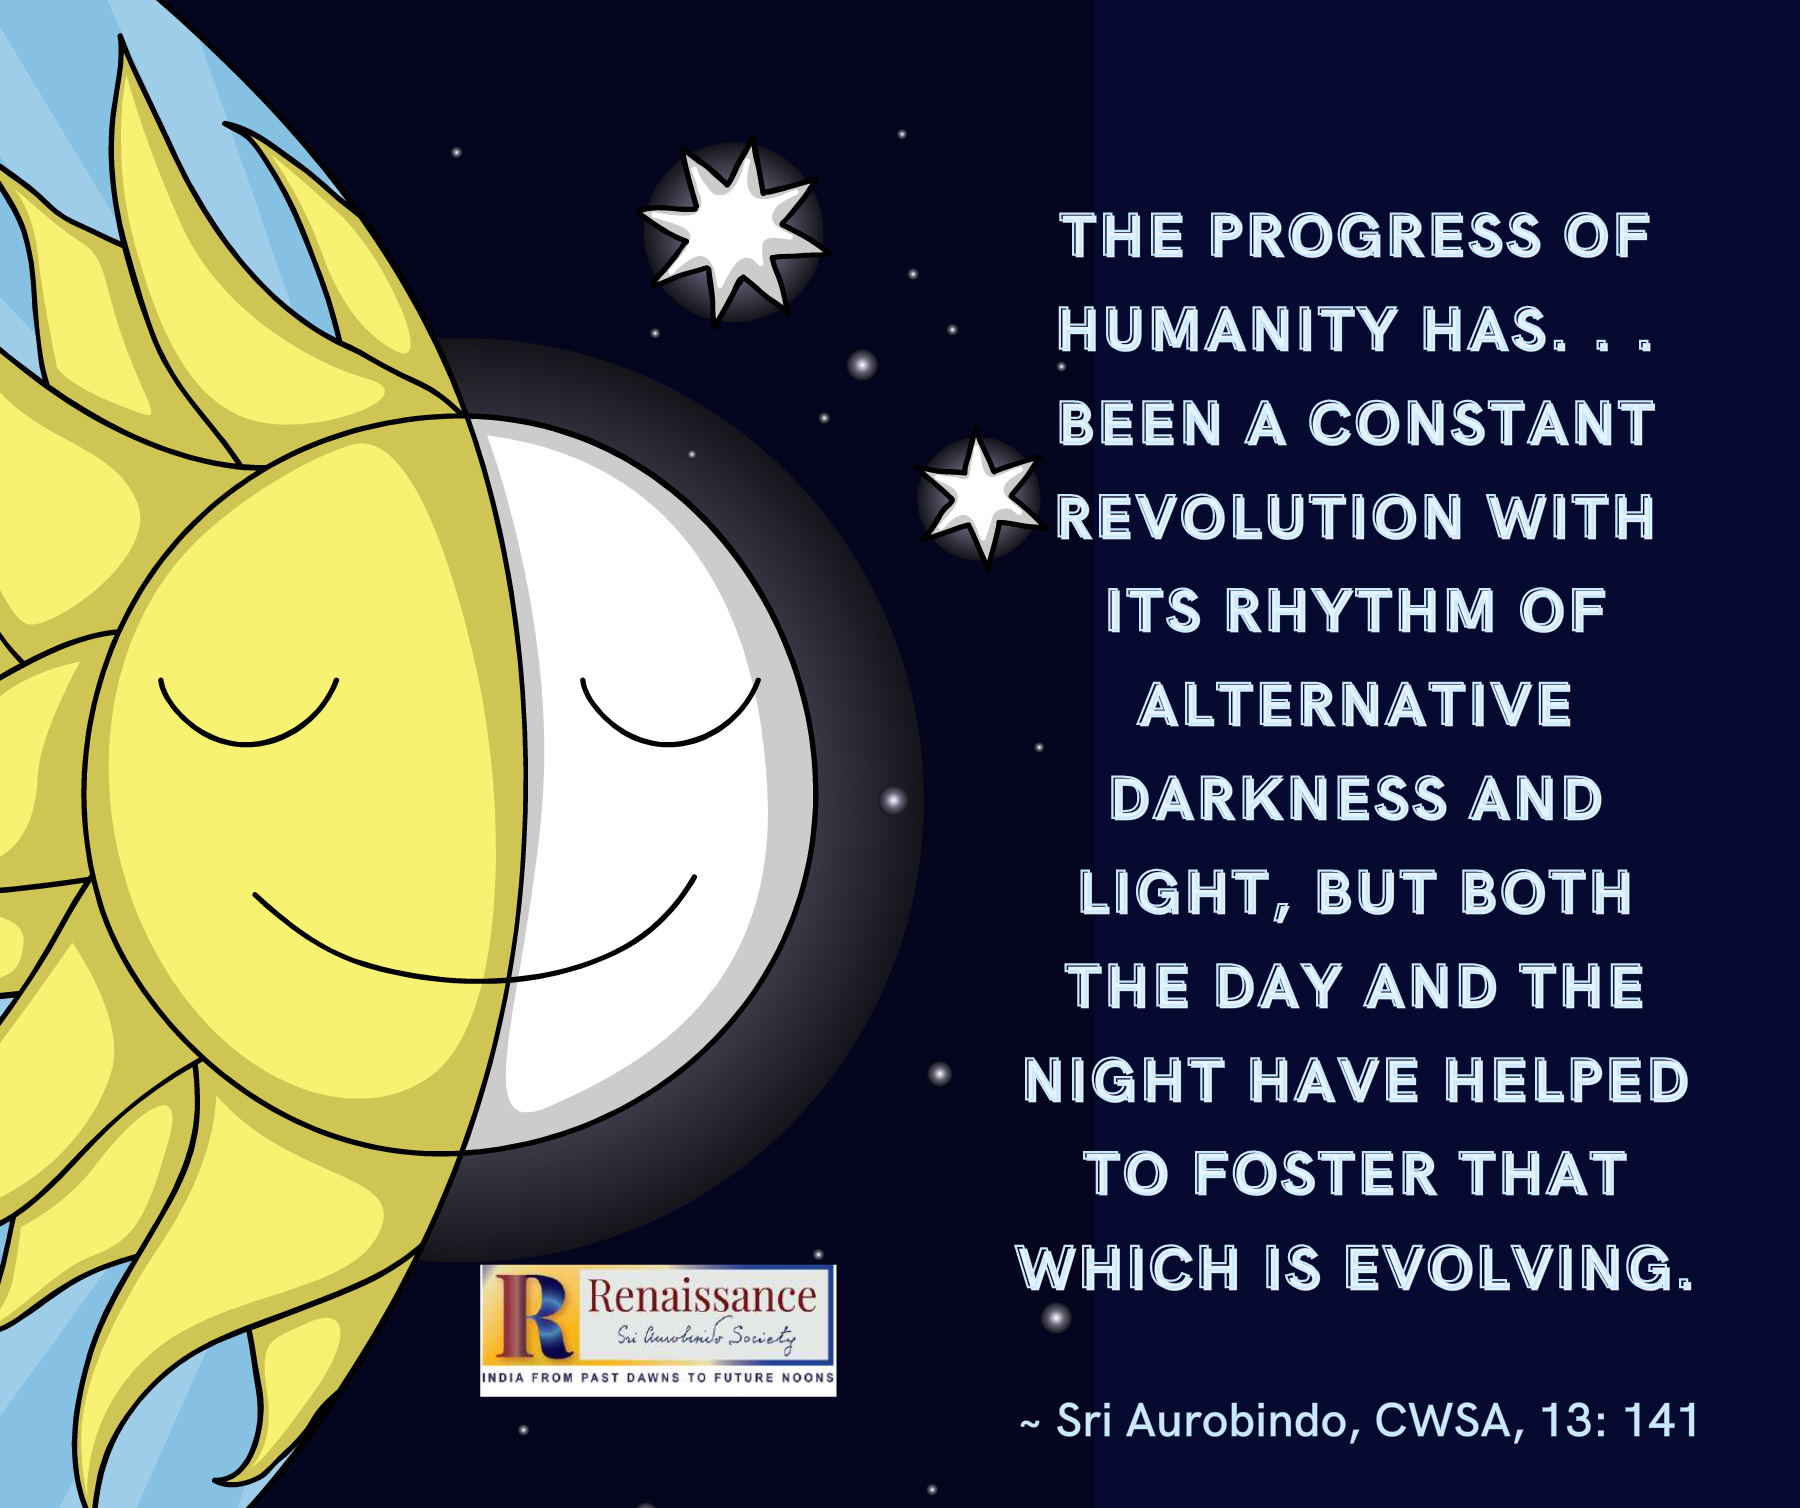 THE PROGRESS OF
HUMANITY HAS. . .
BEEN A CONSTANT
REVOLUTION WITH
ITS RHYTHM OF
ALTERNATIVE
DARKNESS AND
LIGHT, BUT BOTH
THE DAY AND THE
NIGHT HAVE HELPED
TO FOSTER THAT
WHICH IS EVOLVING.
R Renaissance
Sri Aurobindo Society
INDIA FROM PAST DAWNS TO FUTURE NOONS
~ Sri Aurobindo, CWSA, 13: 141